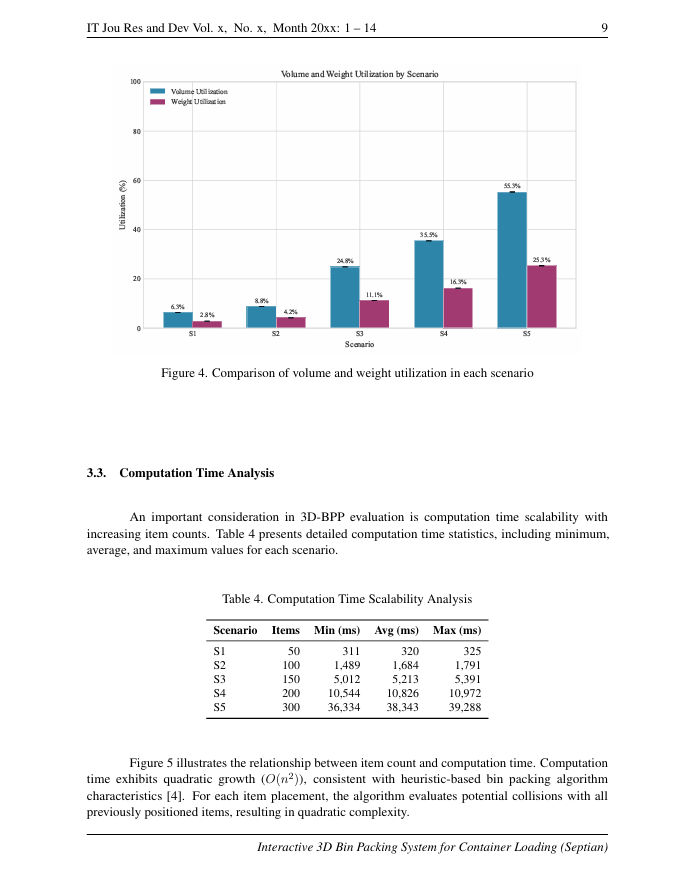 IT Jou Res and Dev Vol. x, No. x, Month 20xx: 1 – 14 9
Volume and Weight Utilization by Scenario
100
Volume Utilization
Weight Utilization
80
60
55.3%
Utilization (%)
40
35.5%
24.8%
25.3%
20
16.3%
11.1%
6.3%
8.8%
2.8%
4.2%
0
S1 S2 S3 S4 S5
Scenario
Figure 4. Comparison of volume and weight utilization in each scenario
3.3. Computation Time Analysis
An important consideration in 3D-BPP evaluation is computation time scalability with
increasing item counts. Table 4 presents detailed computation time statistics, including minimum,
average, and maximum values for each scenario.
Table 4. Computation Time Scalability Analysis
Scenario Items Min (ms) Avg (ms) Max (ms)
S1 50 311 320 325
S2 100 1,489 1,684 1,791
S3 150 5,012 5,213 5,391
S4 200 10,544 10,826 10,972
S5 300 36,334 38,343 39,288
Figure 5 illustrates the relationship between item count and computation time. Computation
time exhibits quadratic growth (O(n²)), consistent with heuristic-based bin packing algorithm
characteristics [4]. For each item placement, the algorithm evaluates potential collisions with all
previously positioned items, resulting in quadratic complexity.
Interactive 3D Bin Packing System for Container Loading (Septian)